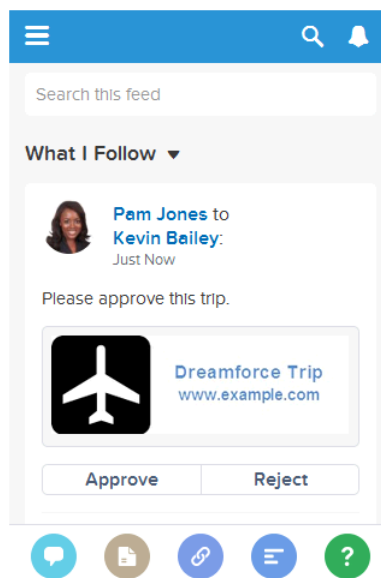 Search this feed
What I Follow
Pam Jones to
Kevin Bailey:
Just Now
Please approve this trip.
Dreamforce Trip
www.example.com
Approve Reject
?